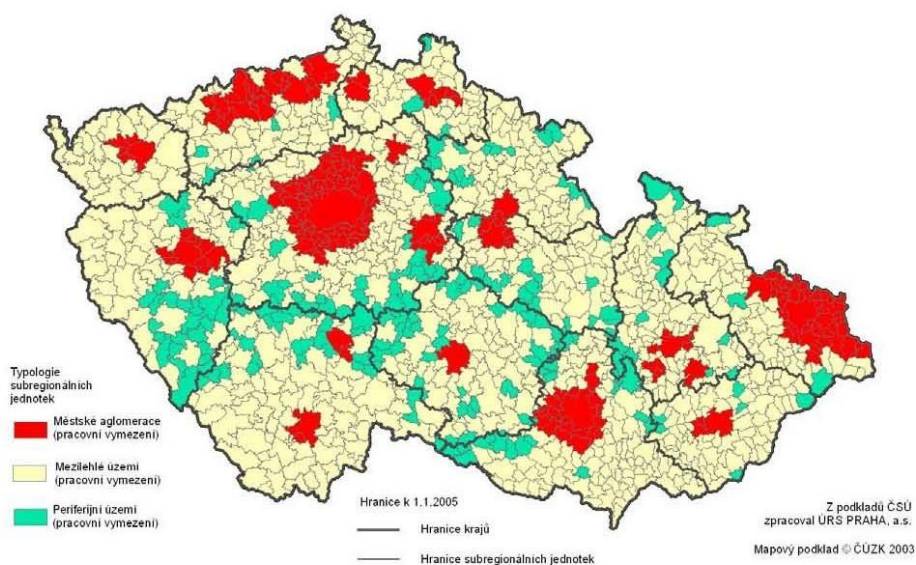 Typologie
subregionálních
jednotek
Městské aglomerace
(pracovní vymezení)
Mezilehlé území
(pracovní vymezení)
Periferijní území
(pracovní vymezení)
Hranice k 1.1.2005
Hranice krajů
Hranice subregionálních jednotek
Z podkladů ČSÚ
zpracoval ÚRS PRAHA, a.s.
Mapový podklad © ČÚZK 2003